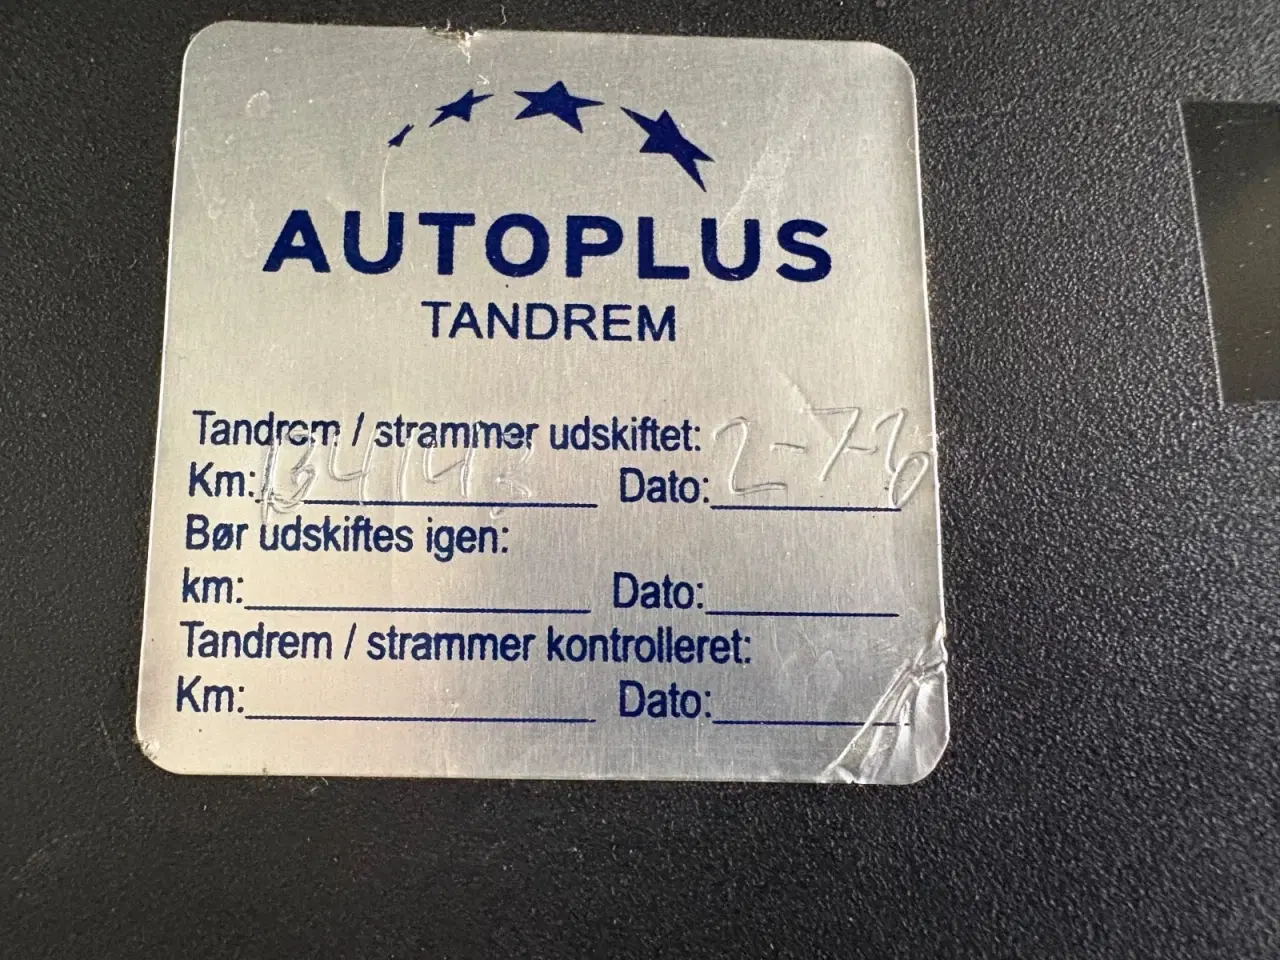 AUTOPLUS
TANDREM
Tandrem / strammer udskiftet:
Km: Dato:
Bør udskiftes igen:
km: Dato:
Tandrem / strammer kontrolleret:
Km: Dato: